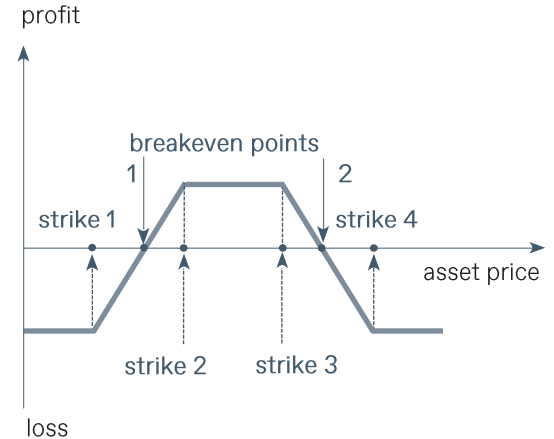 profit
breakeven points
1
2
strike 1
strike 4
asset price
strike 2
strike 3
loss